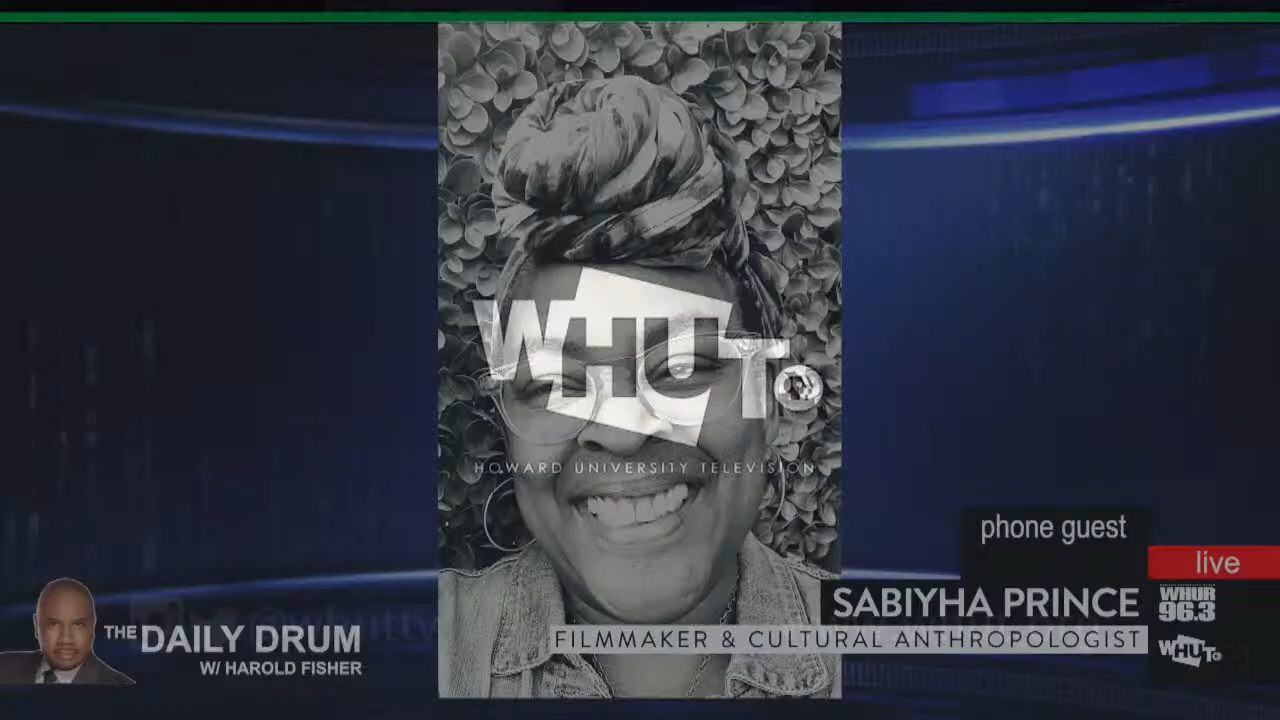 WHUT
HOWARD UNIVERSITY TELEVISION
phone guest
live
SABIYHA PRINCE
FILMMAKER & CULTURAL ANTHROPOLOGIST
WHUR
96.3
WHUT
THE DAILY DRUM
W/ HAROLD FISHER